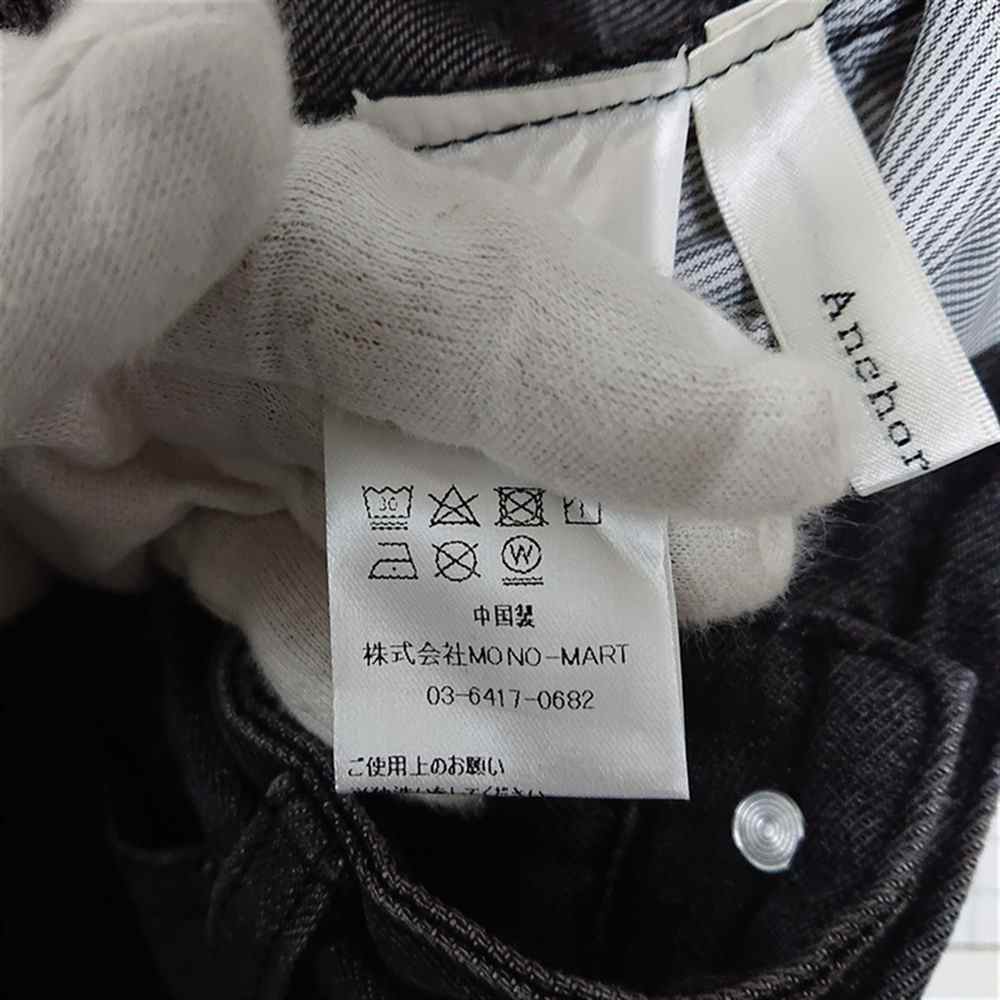 Anchor
30
W
中国製
株式会社MONO-MART
03-6417-0682
ご使用上のお願い